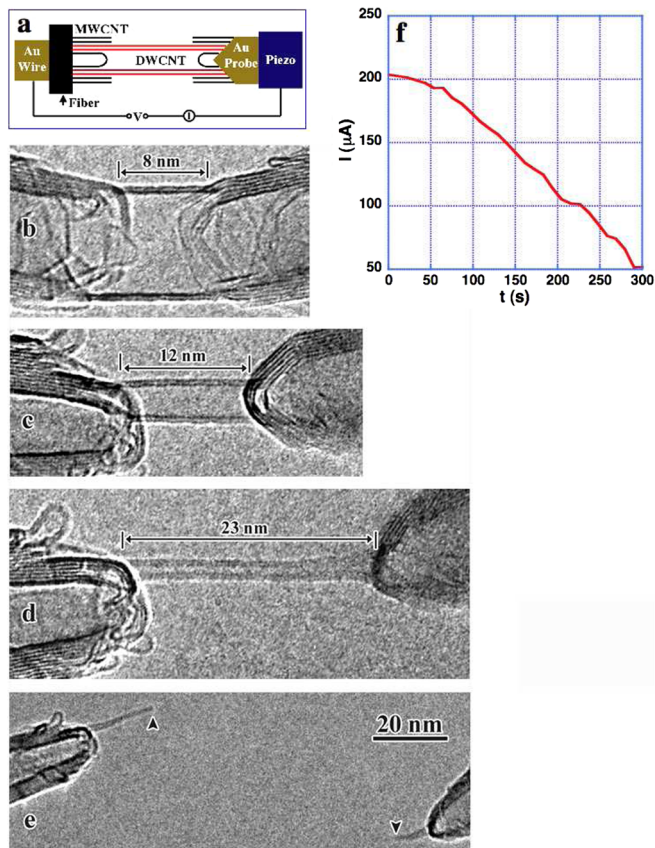 a
MWCNT
Au
Wire
DWCNT
Au
Probe
Piezo
Fiber
V
I
8 nm
b
12 nm
c
23 nm
d
20 nm
e
f
250
200
150
100
50
I (μA)
0 50 100 150 200 250 300
t (s)